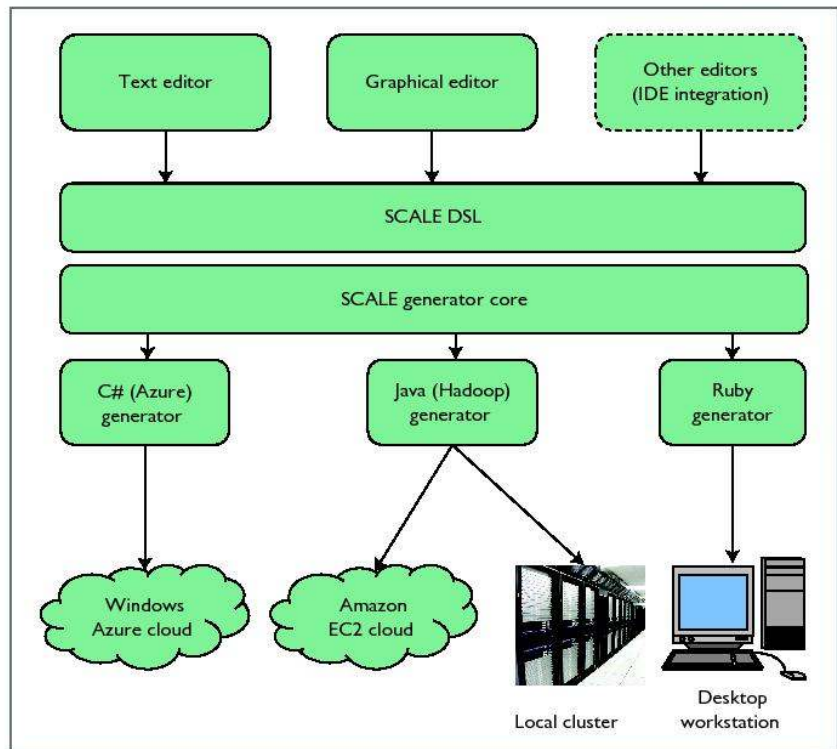 Text editor
Graphical editor
Other editors
(IDE integration)
SCALE DSL
SCALE generator core
C# (Azure)
generator
Java (Hadoop)
generator
Ruby
generator
Windows
Azure cloud
Amazon
EC2 cloud
Local cluster
Desktop
workstation